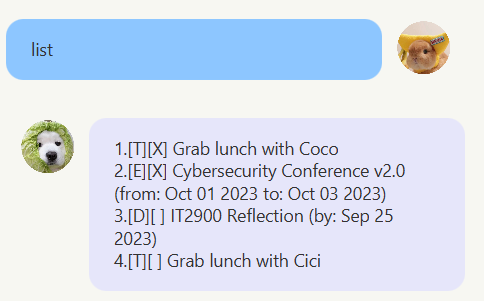 list
1.[T][X] Grab lunch with Coco
2.[E][X] Cybersecurity Conference v2.0
(from: Oct 01 2023 to: Oct 03 2023)
3.[D][ ] IT2900 Reflection (by: Sep 25
2023)
4.[T][ ] Grab lunch with Cici